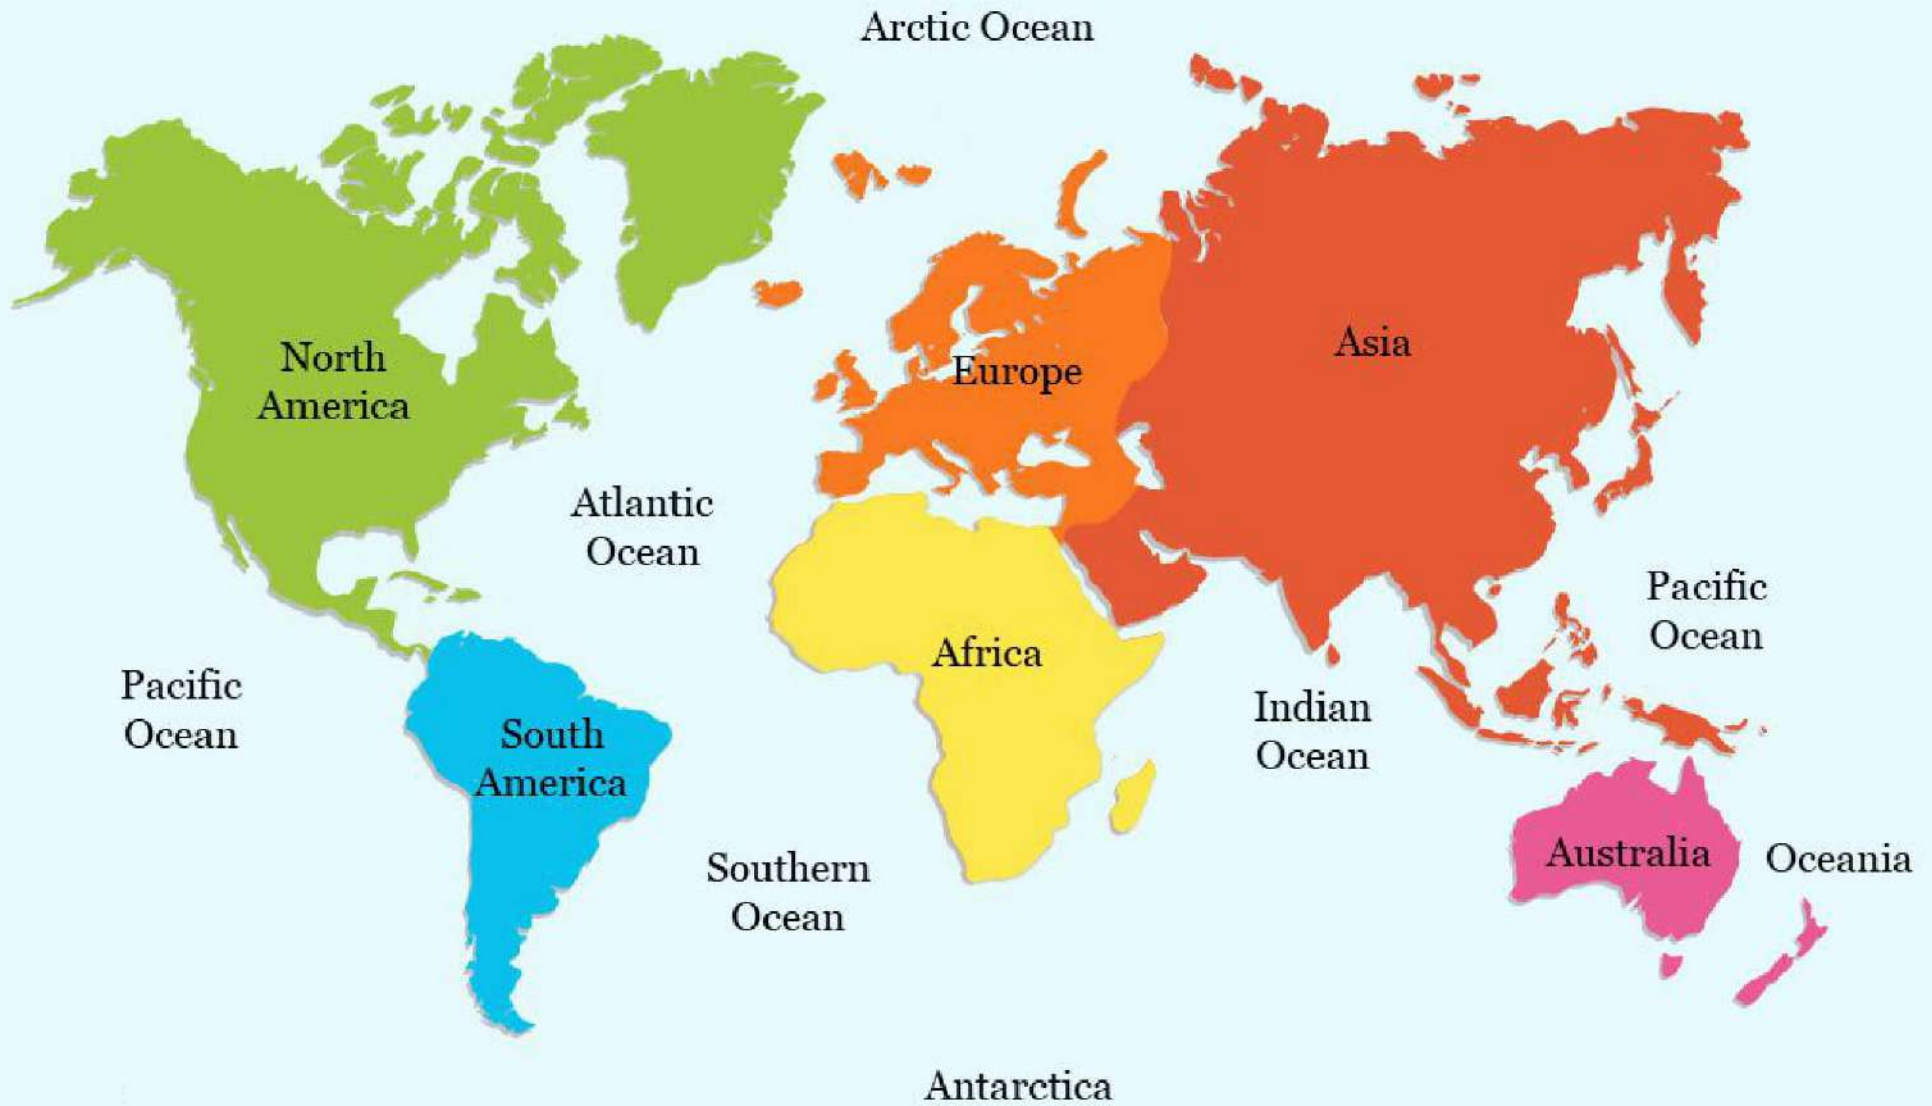 Arctic Ocean
North
America
Europe
Asia
Atlantic
Ocean
Pacific
Ocean
Africa
Pacific
Ocean
Indian
Ocean
South
America
Southern
Ocean
Australia
Oceania
Antarctica